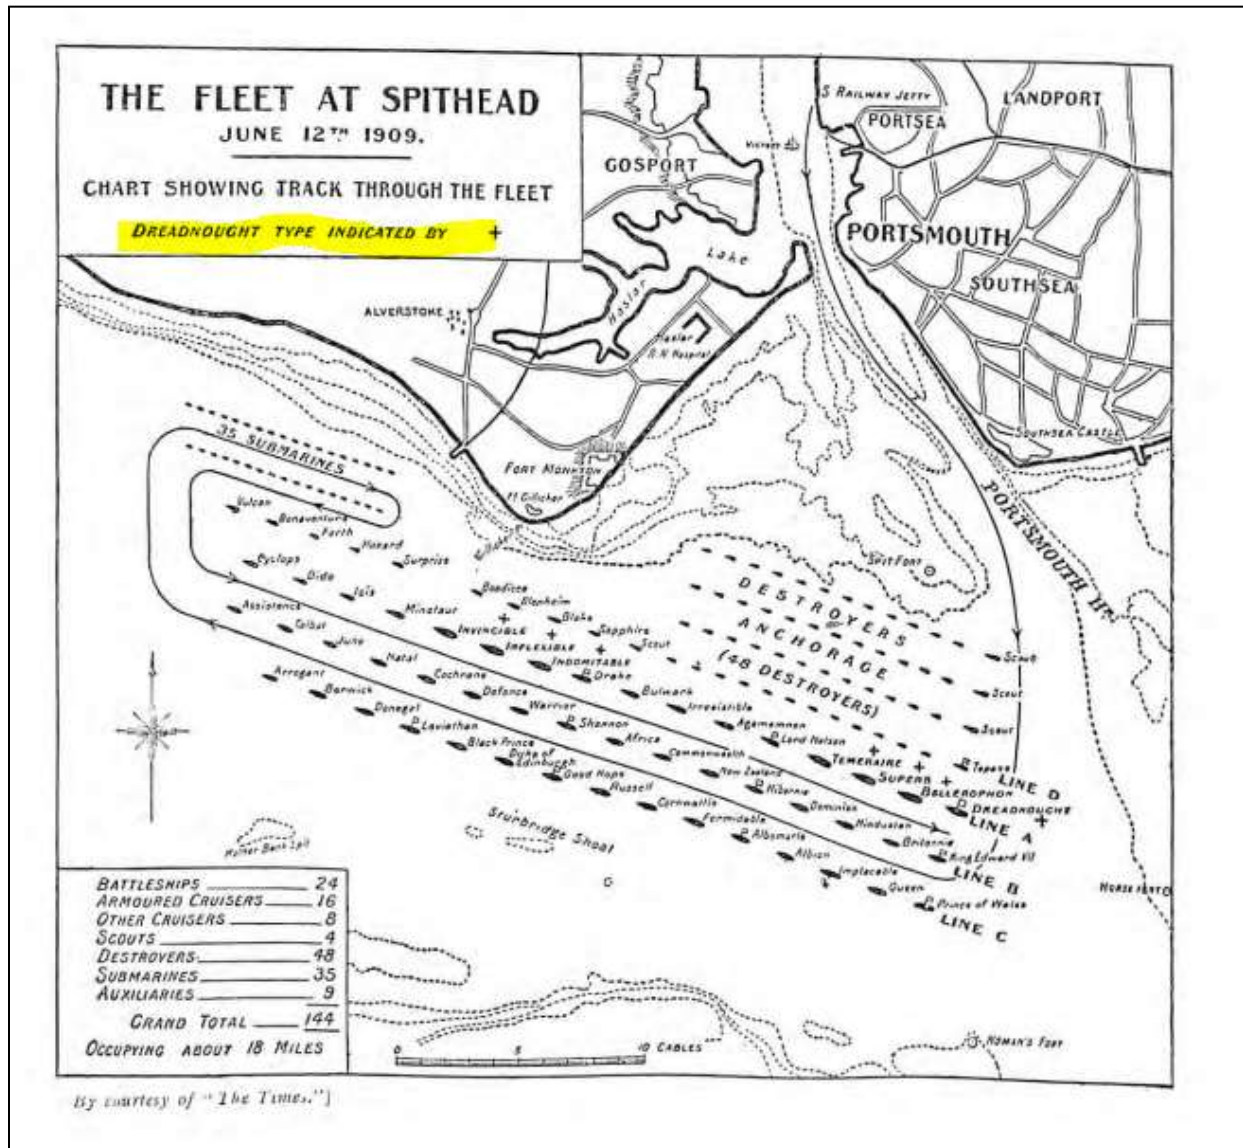 THE FLEET AT SPITHEAD
JUNE 12TH 1909.
CHART SHOWING TRACK THROUGH THE FLEET
DREADNOUGHT TYPE INDICATED BY +
S RAILWAY JETTY
LANDPORT
PORTSEA
VICTORY
GOSPORT
PORTSMOUTH
SOUTHSEA
Haslar Lake
ALVERSTOKE
Haslar
R.N. Hospital
SOUTHSEA CASTLE
35 SUBMARINES
FORT MONKTON
Ft Gillicker
PORTSMOUTH HR
SPIT FORT
Vulcan
Bonaventure
Forth
Hazard
Surprise
Cyclops
Dido
Isis
Minotaur
INVINCIBLE
INFLEXIBLE
INDOMITABLE
P. Drake
Bulwark
Irresistible
Agamemnon
P. Lord Nelson
TEMERAIRE
SUPERB
BELLEROPHON
P. DREADNOUGHT
LINE A
Boadicea
Blenheim
Blake
Sapphire
Scout
DESTROYERS
ANCHORAGE
(48 DESTROYERS)
Scout
Scout
Scout
P. Topaze
LINE D
Assistance
Talbot
Juno
Natal
Cochrane
Defence
Warrior
P. Shannon
Africa
Commonwealth
New Zealand
P. Hibernia
Dominion
Hindustan
Britannia
P. King Edward VII
LINE B
Arrogant
Berwick
Donegal
P. Leviathan
Black Prince
Duke of
Edinburgh
P. Good Hope
Russell
Cornwallis
Formidable
P. Albemarle
Albion
Implacable
Queen
P. Prince of Wales
LINE C
Sturbridge Shoal
Mother Bank Spit
HORSE FORT
NOMAN'S FORT
BATTLESHIPS 24
ARMOURED CRUISERS 16
OTHER CRUISERS 8
SCOUTS 4
DESTROYERS 48
SUBMARINES 35
AUXILIARIES 9
GRAND TOTAL 144
OCCUPYING ABOUT 18 MILES
0 5 10 CABLES
By courtesy of "The Times."]